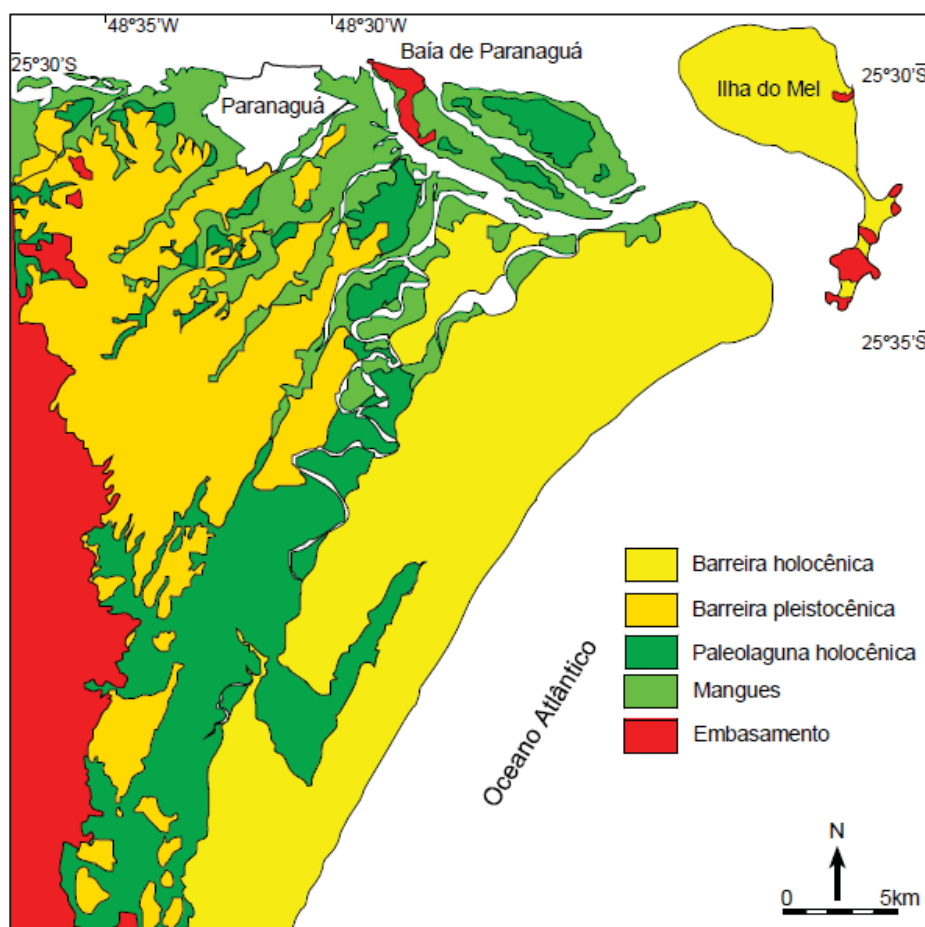 48°35'W
48°30'W
25°30'S
Baía de Paranaguá
25°30'S
Ilha do Mel
Paranaguá
25°35'S
Barreira holocênica
Barreira pleistocênica
Paleolaguna holocênica
Mangues
Embasamento
Oceano Atlântico
N
0 5km